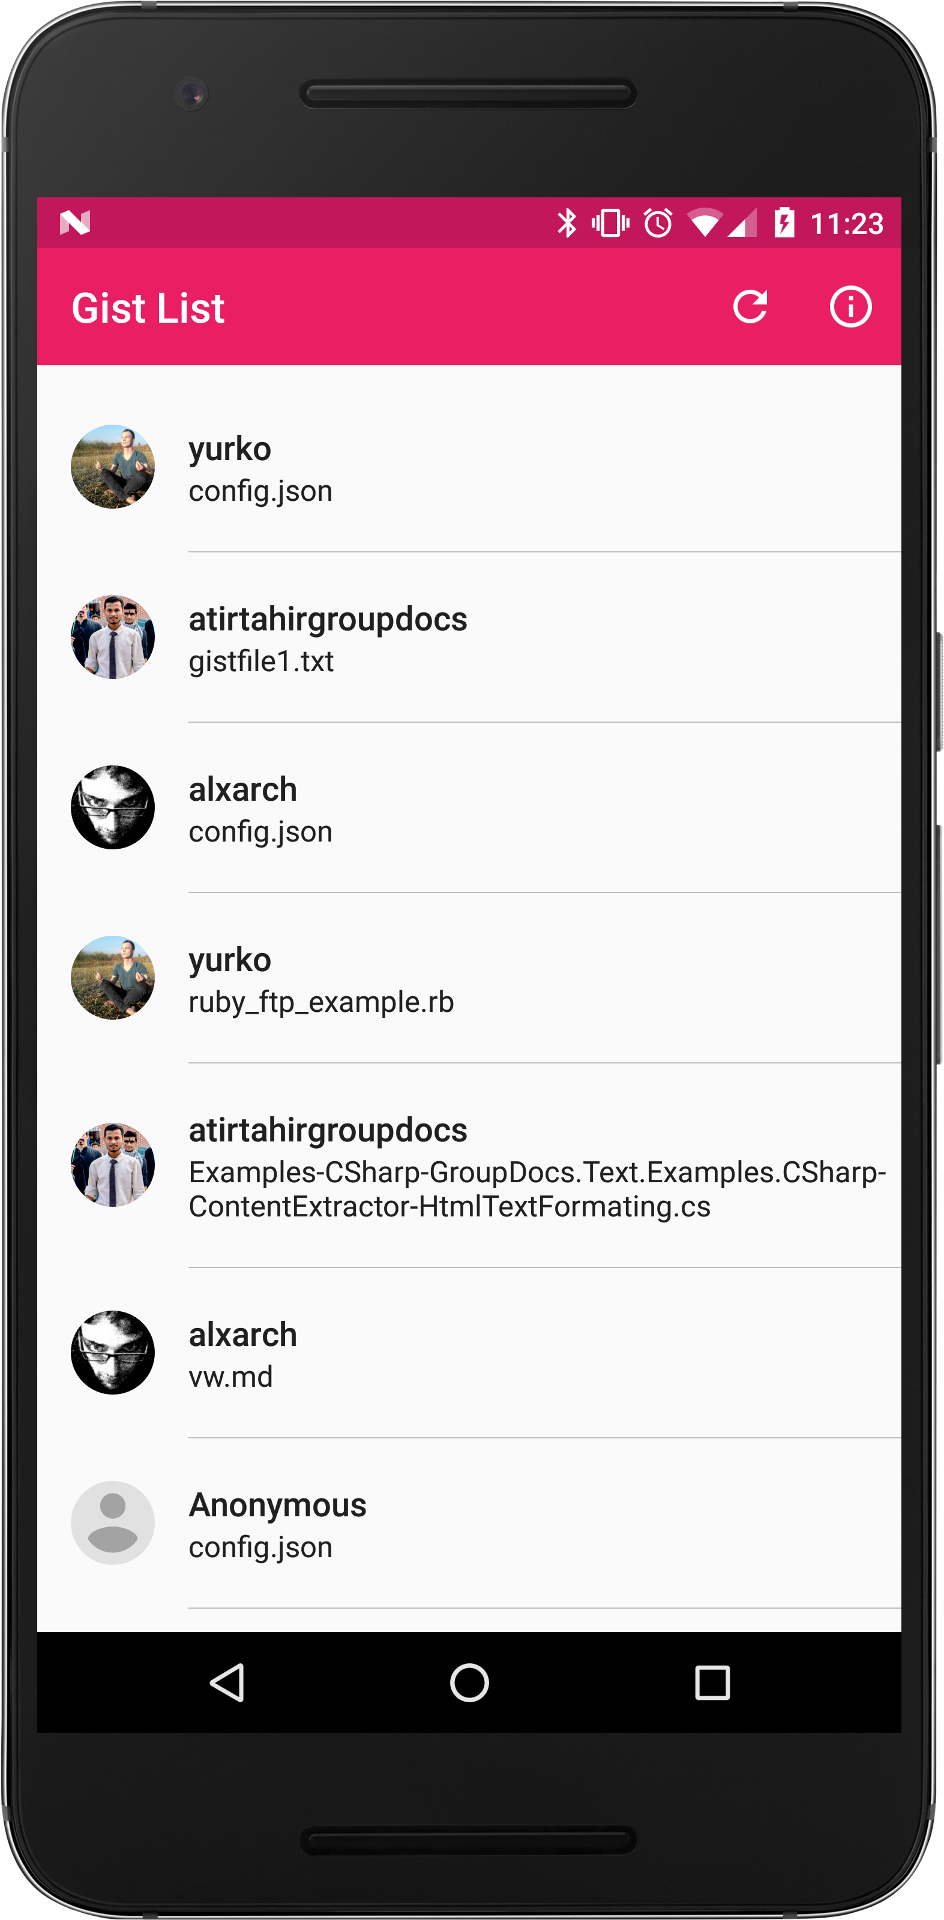 11:23
Gist List
yurko
config.json
atirtahirgroupdocs
gistfile1.txt
alxarch
config.json
yurko
ruby_ftp_example.rb
atirtahirgroupdocs
Examples-CSharp-GroupDocs.Text.Examples.CSharp-
ContentExtractor-HtmlTextFormating.cs
alxarch
vw.md
Anonymous
config.json